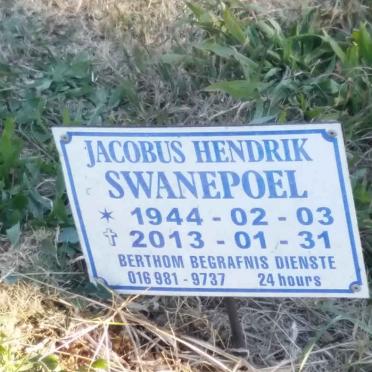 JACOBUS HENDRIK
SWANEPOEL
✶ 1944 - 02 - 03
✝ 2013 - 01 - 31
BERTHOM BEGRAFNIS DIENSTE
016 981 - 9737 24 hours